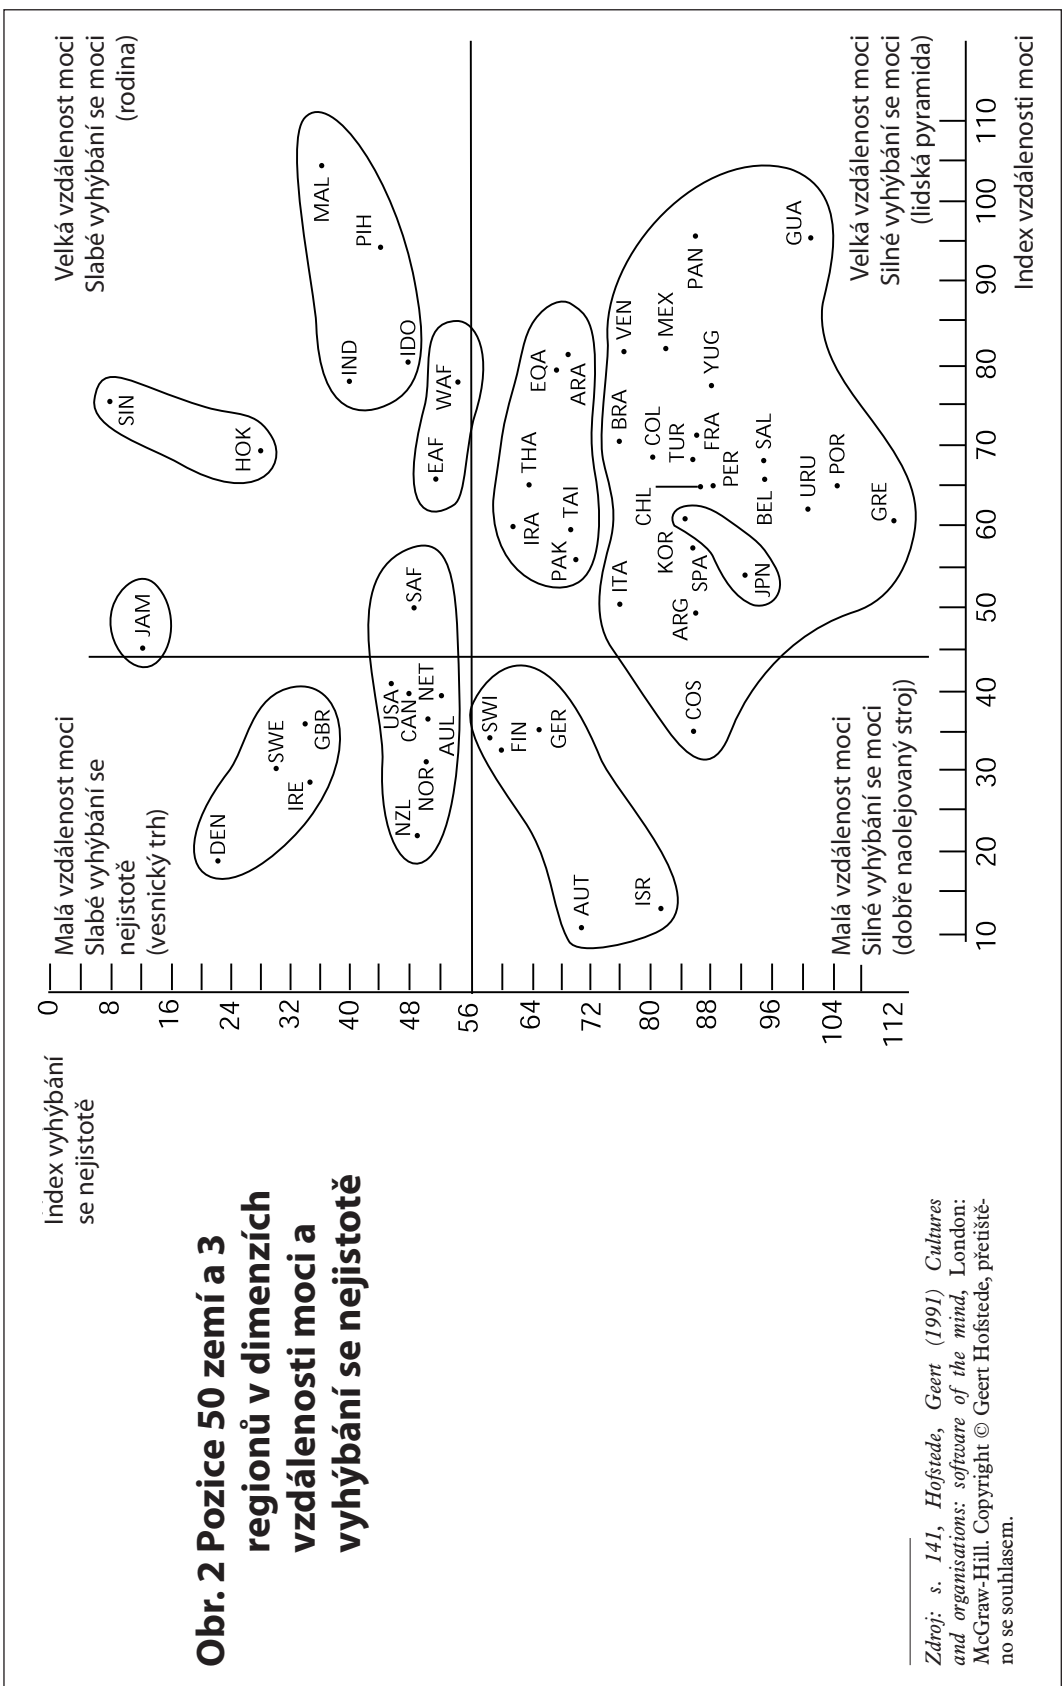 Obr. 2 Pozice 50 zemí a 3
regionů v dimenzích
vzdálenosti moci a
vyhýbání se nejistotě
Index vyhýbání
se nejistotě
0
8
16
24
32
40
48
56
64
72
80
88
96
104
112
Malá vzdálenost moci
Slabé vyhýbání se
nejistotě
(vesnický trh)
Velká vzdálenost moci
Slabé vyhýbání se moci
(rodina)
SIN
JAM
DEN
HOK
SWE
IRE
GBR
MAL
IND
PIH
USA
IDO
CAN
SAF
NZL
NOR
NET
AUL
EAF
WAF
SWI
FIN
IRA
THA
EQA
GER
PAK
TAI
ARA
AUT
ITA
BRA
VEN
ISR
CHL
COL
MEX
KOR
TUR
ARG
SPA
COS
FRA
YUG
PAN
PER
JPN
BEL
SAL
URU
GUA
POR
GRE
Malá vzdálenost moci
Silné vyhýbání se moci
(dobře naolejovaný stroj)
Velká vzdálenost moci
Silné vyhýbání se moci
(lidská pyramida)
10
20
30
40
50
60
70
80
90
100
110
Index vzdálenosti moci
Zdroj: s. 141, Hofstede, Geert (1991) Cultures
and organisations: software of the mind, London:
McGraw-Hill. Copyright © Geert Hofstede, přetiště-
no se souhlasem.